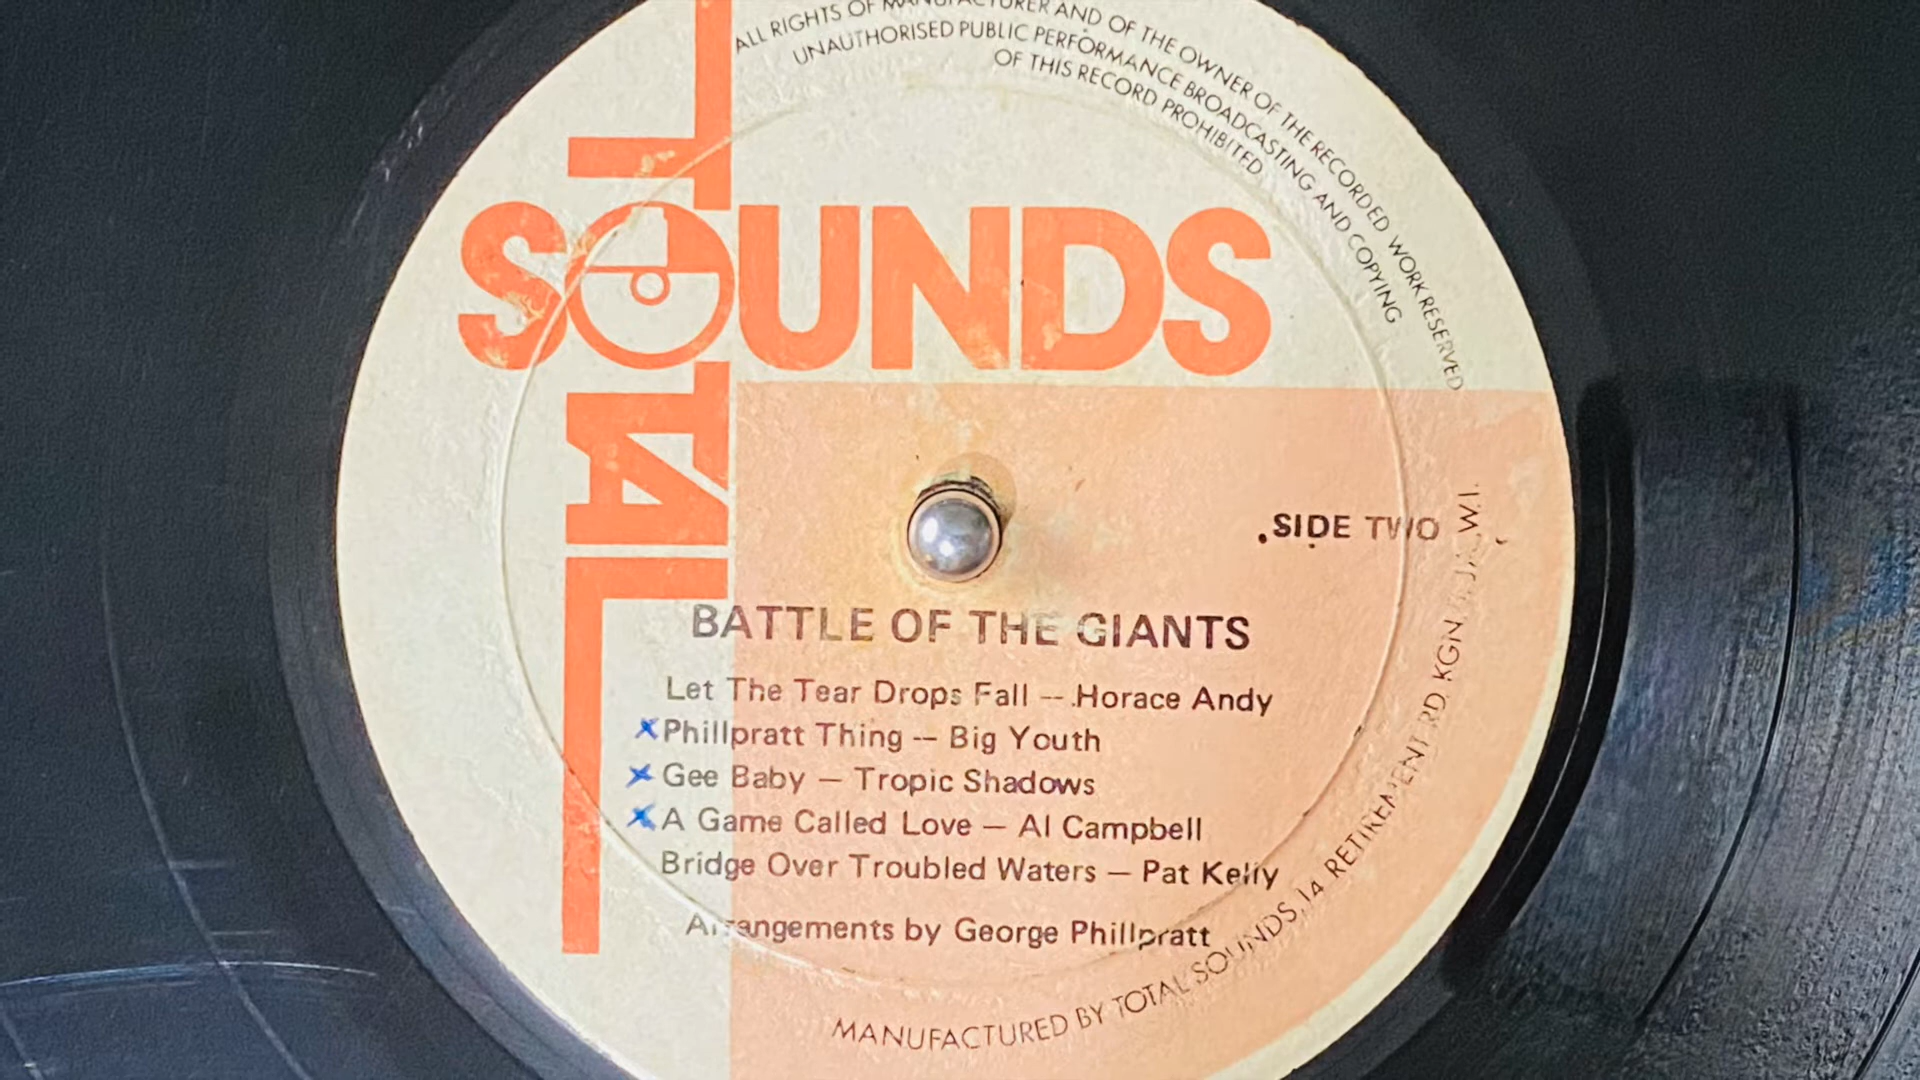 ALL RIGHTS OF MANUFACTURER AND OF THE OWNER OF THE RECORDED WORK RESERVED
UNAUTHORISED PUBLIC PERFORMANCE BROADCASTING AND COPYING
OF THIS RECORD PROHIBITED
SOUNDS
TOTAL
.SIDE TWO
BATTLE OF THE GIANTS
Let The Tear Drops Fall -- .Horace Andy
Phillpratt Thing -- Big Youth
Gee Baby — Tropic Shadows
A Game Called Love — Al Campbell
Bridge Over Troubled Waters — Pat Kelly
Arrangements by George Phillpratt
MANUFACTURED BY TOTAL SOUNDS, 14 RETIREMENT RD. KGN. 5. JA. W.I.